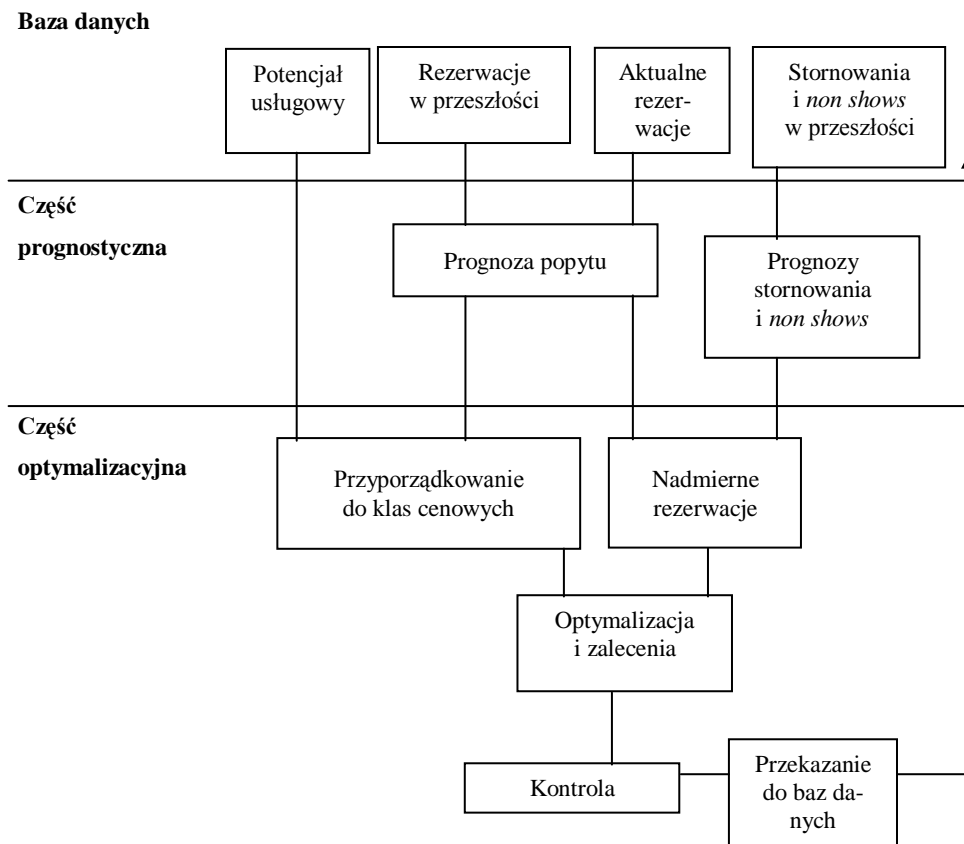 Baza danych
Potencjał
usługowy
Rezerwacje
w przeszłości
Aktualne
rezer-
wacje
Stornowania
i non shows
w przeszłości
Część
prognostyczna
Prognoza popytu
Prognozy
stornowania
i non shows
Część
optymalizacyjna
Przyporządkowanie
do klas cenowych
Nadmierne
rezerwacje
Optymalizacja
i zalecenia
Kontrola
Przekazanie
do baz da-
nych